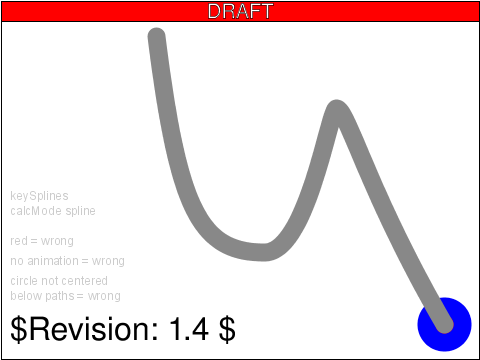 DRAFT
keySplines
calcMode spline
red = wrong
no animation = wrong
circle not centered
below paths = wrong
$Revision: 1.4 $